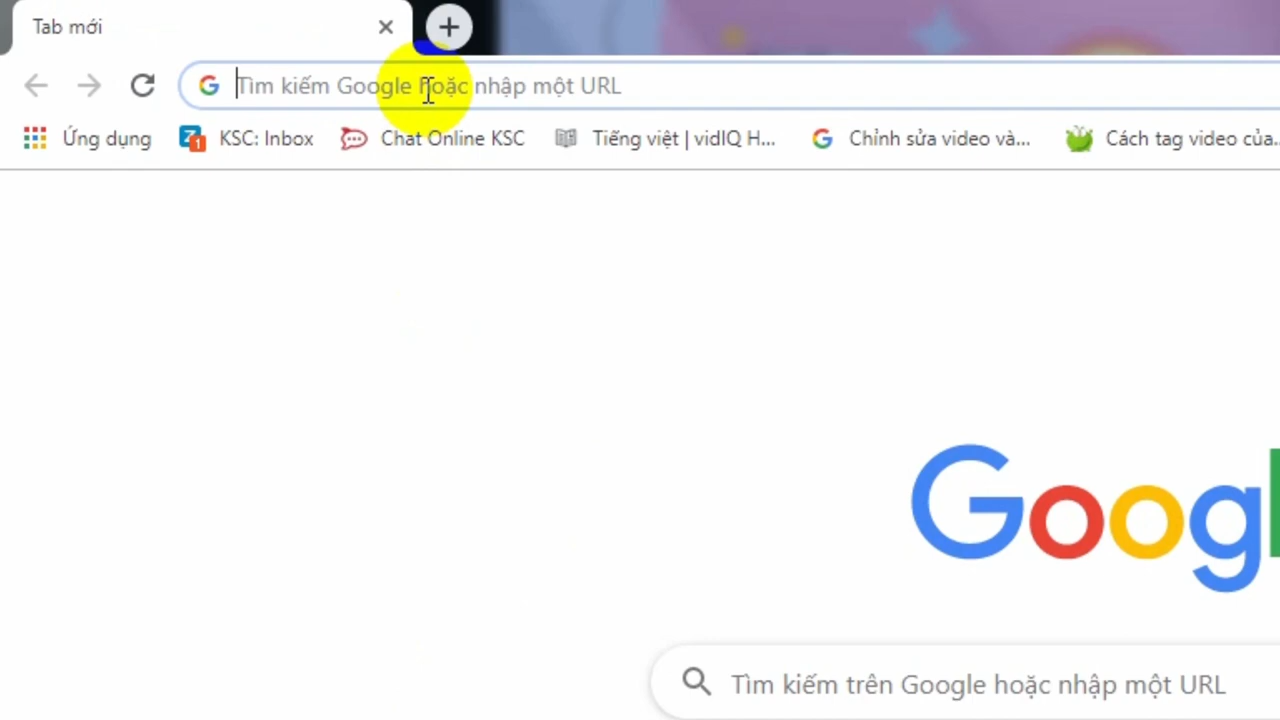 Tab mới
Tìm kiếm Google hoặc nhập một URL
Ứng dụng KSC: Inbox Chat Online KSC Tiếng việt | vidIQ H... Chỉnh sửa video và... Cách tag video của...
Googl
Tìm kiếm trên Google hoặc nhập một URL